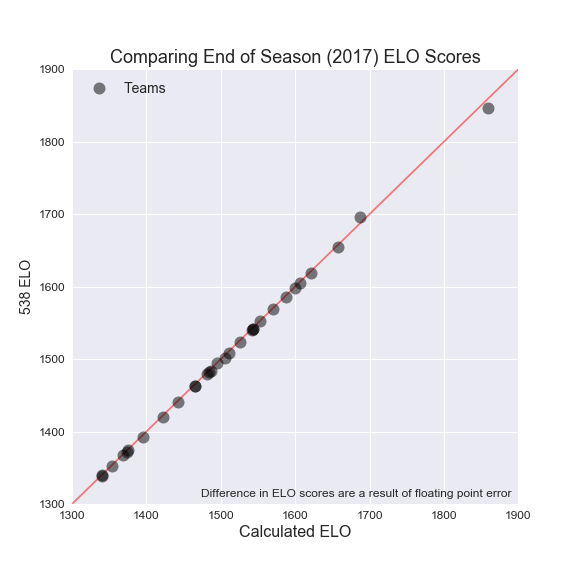 Comparing End of Season (2017) ELO Scores
1900
Teams
1800
1700
1600
538 ELO
1500
1400
Difference in ELO scores are a result of floating point error
1300
1300 1400 1500 1600 1700 1800 1900
Calculated ELO